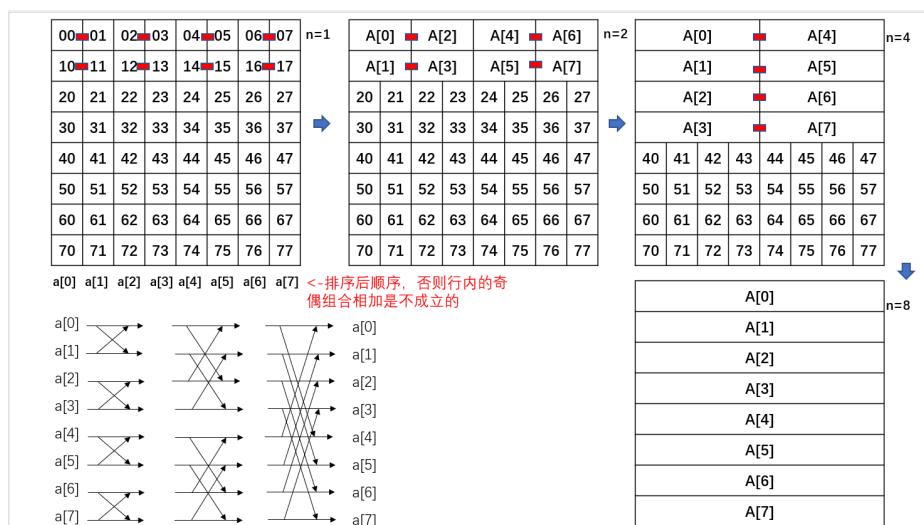 00 01 02 03 04 05 06 07 n=1
10 11 12 13 14 15 16 17
20 21 22 23 24 25 26 27
30 31 32 33 34 35 36 37
40 41 42 43 44 45 46 47
50 51 52 53 54 55 56 57
60 61 62 63 64 65 66 67
70 71 72 73 74 75 76 77
A[0] A[2] A[4] A[6] n=2
A[1] A[3] A[5] A[7]
20 21 22 23 24 25 26 27
30 31 32 33 34 35 36 37
40 41 42 43 44 45 46 47
50 51 52 53 54 55 56 57
60 61 62 63 64 65 66 67
70 71 72 73 74 75 76 77
A[0] A[4] n=4
A[1] A[5]
A[2] A[6]
A[3] A[7]
40 41 42 43 44 45 46 47
50 51 52 53 54 55 56 57
60 61 62 63 64 65 66 67
70 71 72 73 74 75 76 77
a[0] a[1] a[2] a[3] a[4] a[5] a[6] a[7]
<-排序后顺序，否则行内的奇
偶组合相加是不成立的
a[0] a[0]
a[1] a[1]
a[2] a[2]
a[3] a[3]
a[4] a[4]
a[5] a[5]
a[6] a[6]
a[7] a[7]
A[0] n=8
A[1]
A[2]
A[3]
A[4]
A[5]
A[6]
A[7]